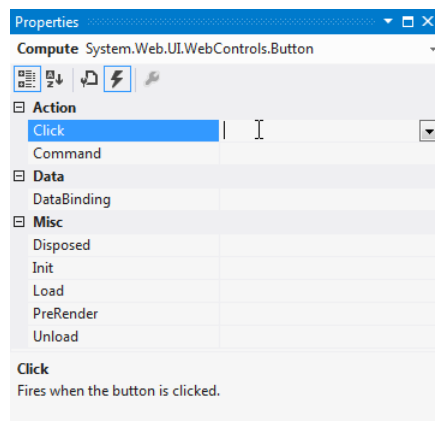 Properties
Compute System.Web.UI.WebControls.Button
Action
Click
Command
Data
DataBinding
Misc
Disposed
Init
Load
PreRender
Unload
Click
Fires when the button is clicked.